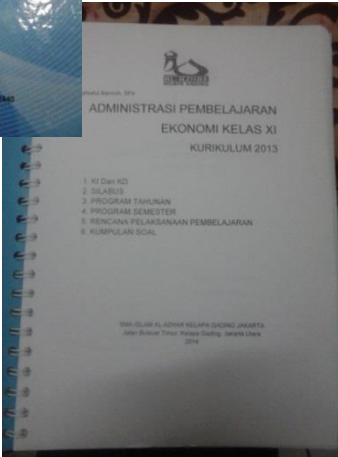 ADMINISTRASI PEMBELAJARAN
EKONOMI KELAS XI
KURIKULUM 2013
1. KI Dan KD
2. SILABUS
3. PROGRAM TAHUNAN
4. PROGRAM SEMESTER
5. RENCANA PELAKSANAAN PEMBELAJARAN
6. KUMPULAN SOAL
SMA ISLAM AL-AZHAR KELAPA GADING JAKARTA
Jalan Bulevar Timur, Kelapa Gading, Jakarta Utara
2014